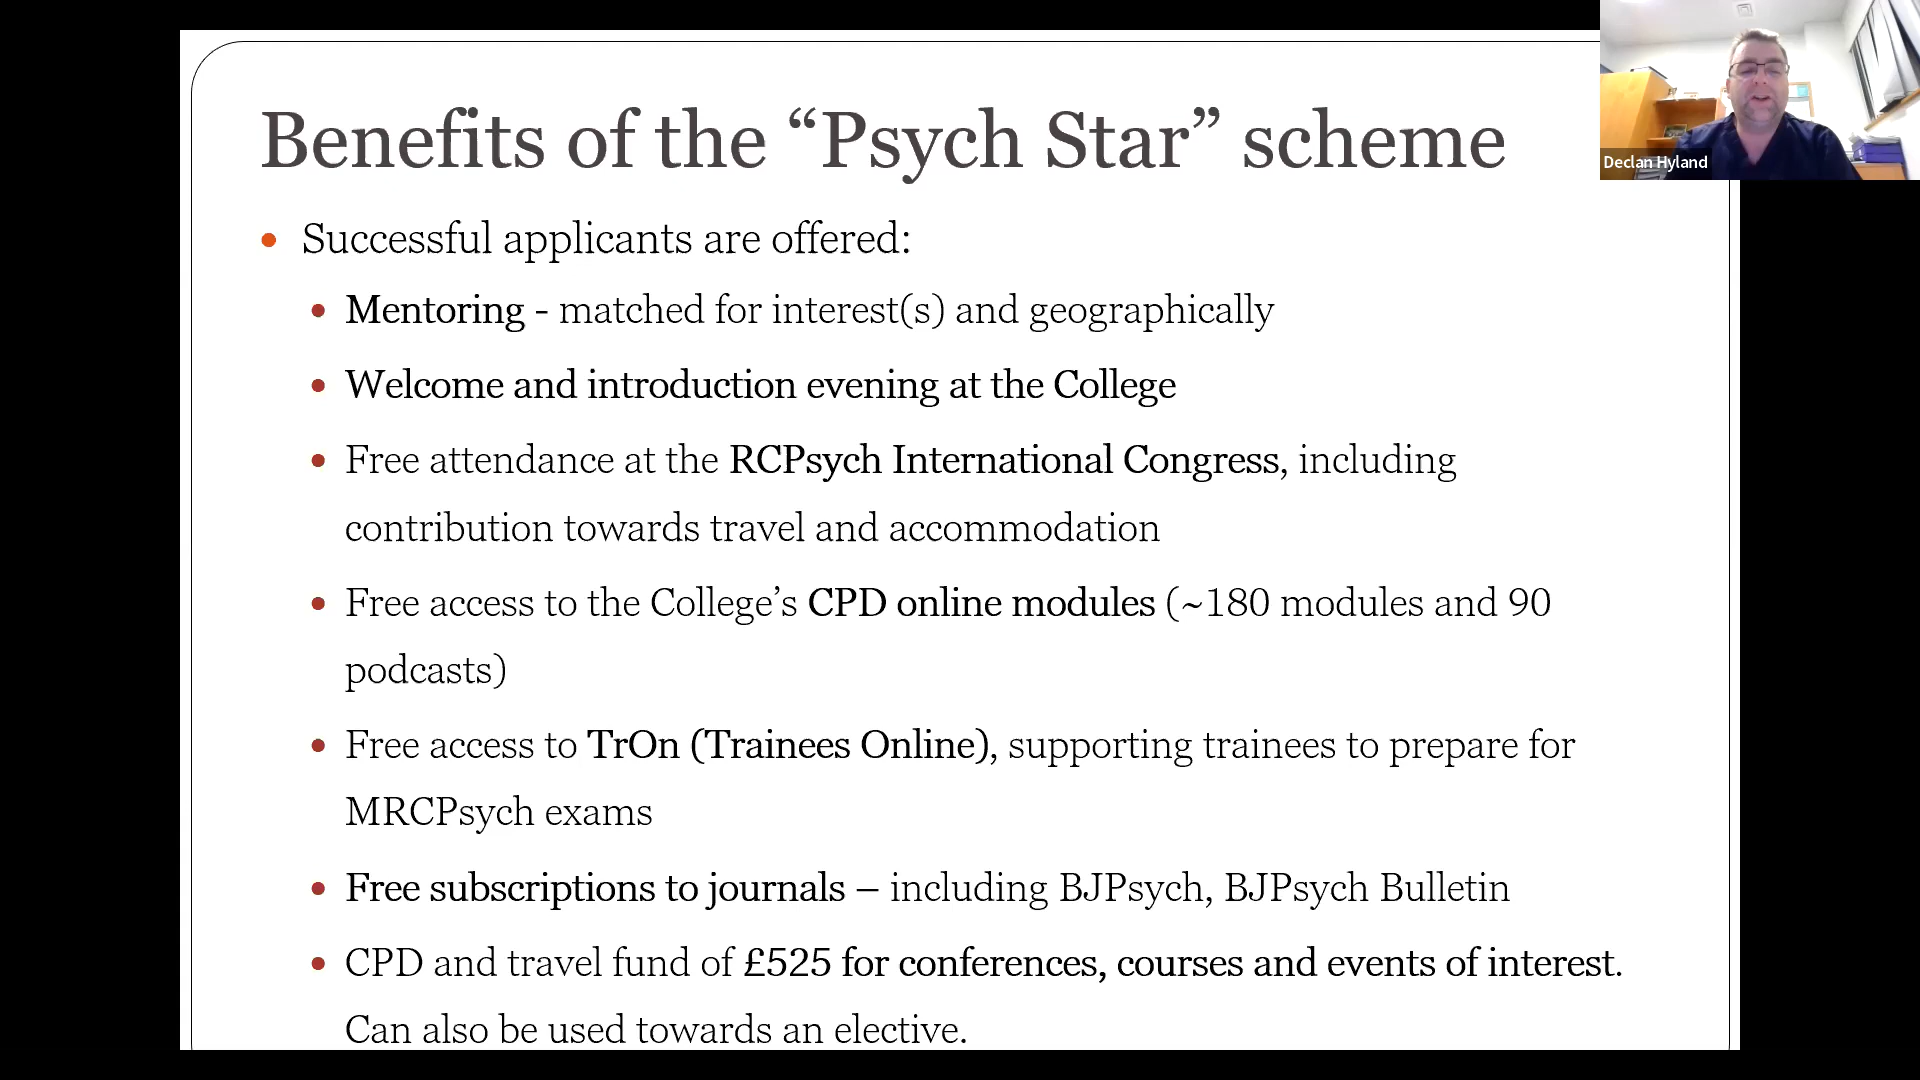 Benefits of the “Psych Star” scheme
Declan Hyland
Successful applicants are offered:
Mentoring - matched for interest(s) and geographically
Welcome and introduction evening at the College
Free attendance at the RCPsych International Congress, including
contribution towards travel and accommodation
Free access to the College’s CPD online modules (~180 modules and 90
podcasts)
Free access to TrOn (Trainees Online), supporting trainees to prepare for
MRCPsych exams
Free subscriptions to journals – including BJPsych, BJPsych Bulletin
CPD and travel fund of £525 for conferences, courses and events of interest.
Can also be used towards an elective.